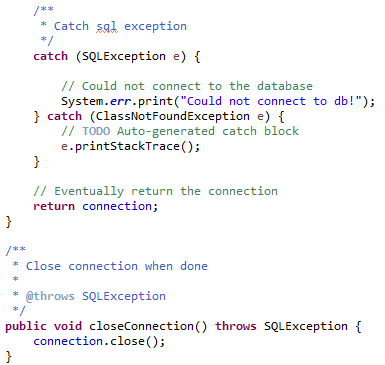 /**
 * Catch sql exception
 */
catch (SQLException e) {
// Could not connect to the database
System.err.print("Could not connect to db!");
} catch (ClassNotFoundException e) {
// TODO Auto-generated catch block
e.printStackTrace();
}
// Eventually return the connection
return connection;
}
/**
 * Close connection when done
 *
 * @throws SQLException
 */
public void closeConnection() throws SQLException {
connection.close();
}